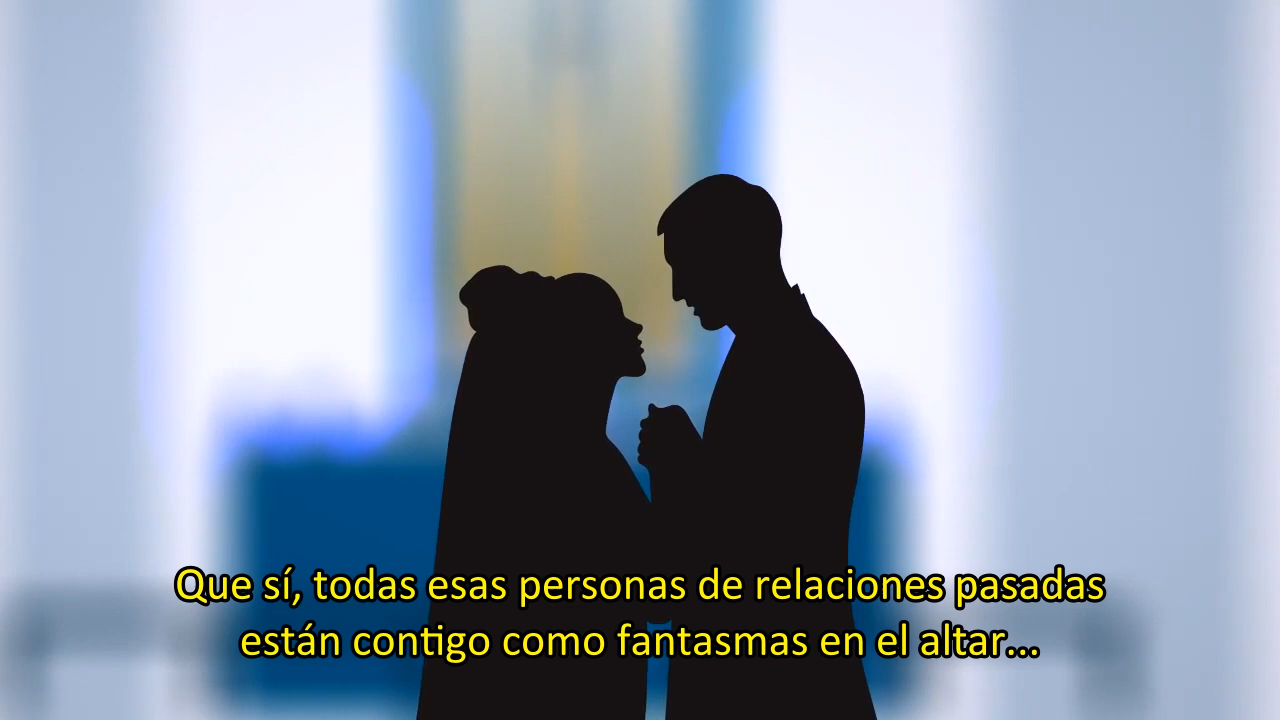 Que sí, todas esas personas de relaciones pasadas
están contigo como fantasmas en el altar...